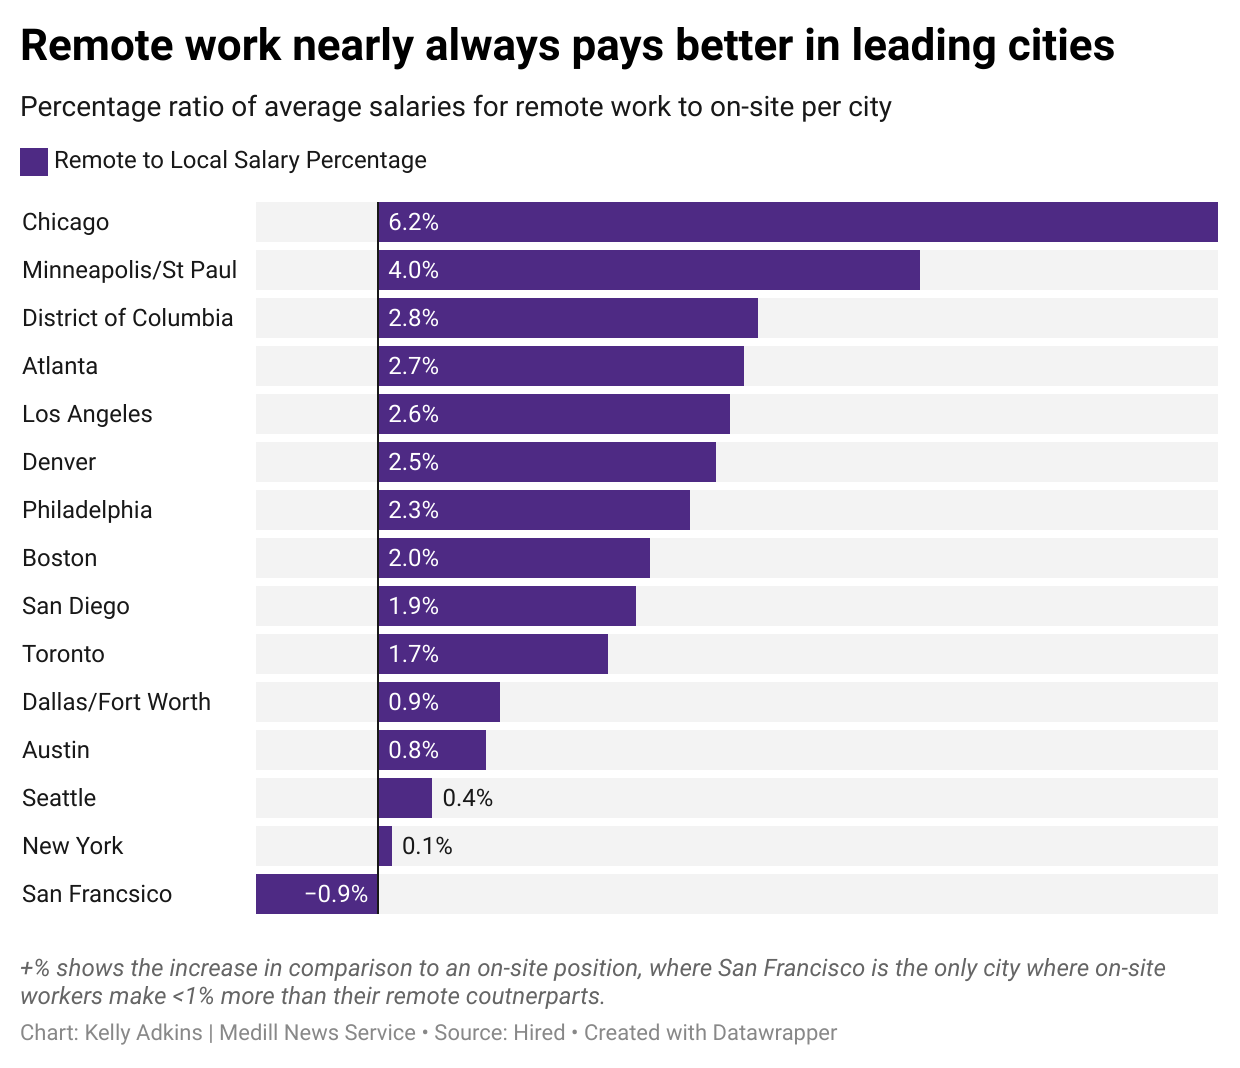 Remote work nearly always pays better in leading cities
Percentage ratio of average salaries for remote work to on-site per city
Remote to Local Salary Percentage
Chicago 6.2%
Minneapolis/St Paul 4.0%
District of Columbia 2.8%
Atlanta 2.7%
Los Angeles 2.6%
Denver 2.5%
Philadelphia 2.3%
Boston 2.0%
San Diego 1.9%
Toronto 1.7%
Dallas/Fort Worth 0.9%
Austin 0.8%
Seattle 0.4%
New York 0.1%
San Francsico −0.9%
+% shows the increase in comparison to an on-site position, where San Francisco is the only city where on-site
workers make <1% more than their remote coutnerparts.
Chart: Kelly Adkins | Medill News Service • Source: Hired • Created with Datawrapper